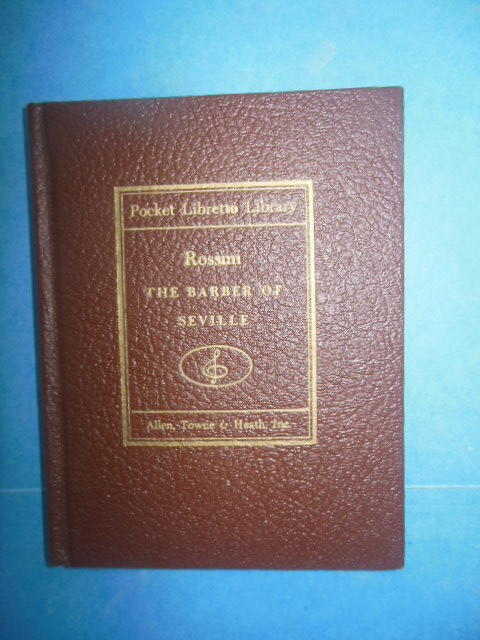 Pocket Libretto Library
Rossini
THE BARBER OF
SEVILLE
Allen, Towne & Heath, Inc.